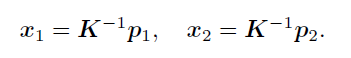 x₁ = K⁻¹p₁, x₂ = K⁻¹p₂.